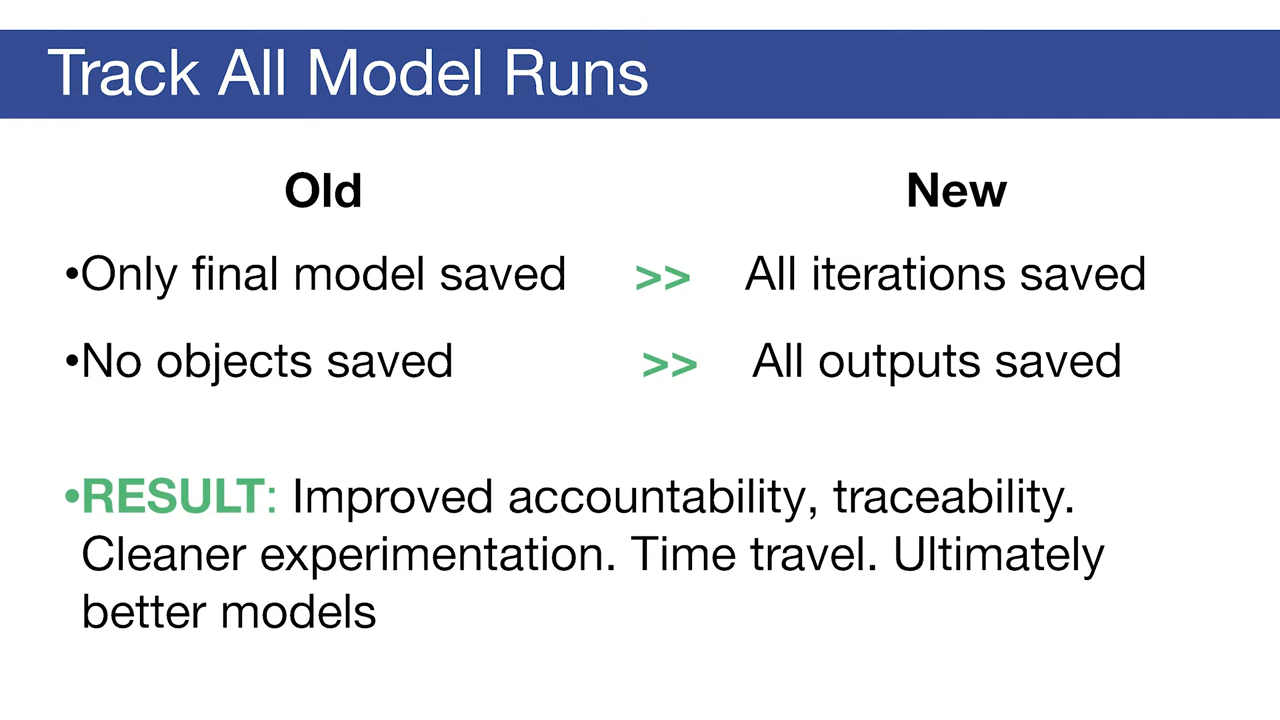 Track All Model Runs
Old New
•Only final model saved >> All iterations saved
•No objects saved >> All outputs saved
•RESULT: Improved accountability, traceability.
Cleaner experimentation. Time travel. Ultimately
better models